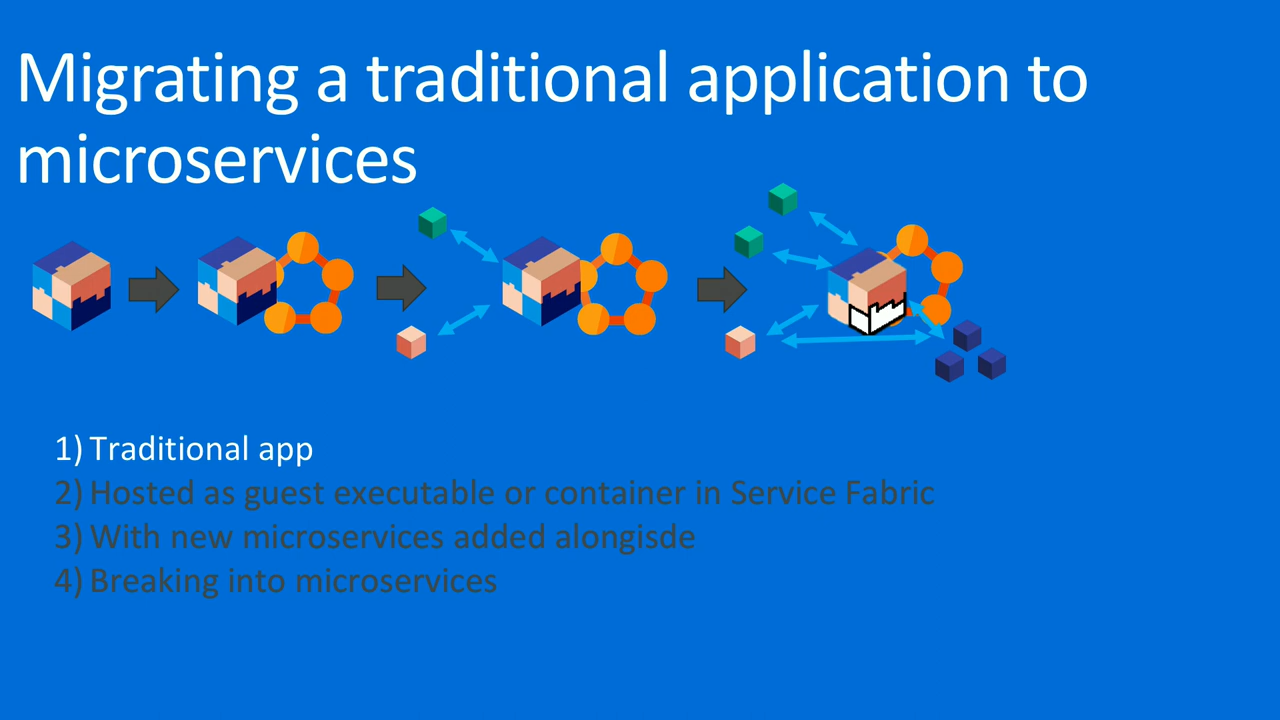 Migrating a traditional application to
microservices
1) Traditional app
2) Hosted as guest executable or container in Service Fabric
3) With new microservices added alongisde
4) Breaking into microservices